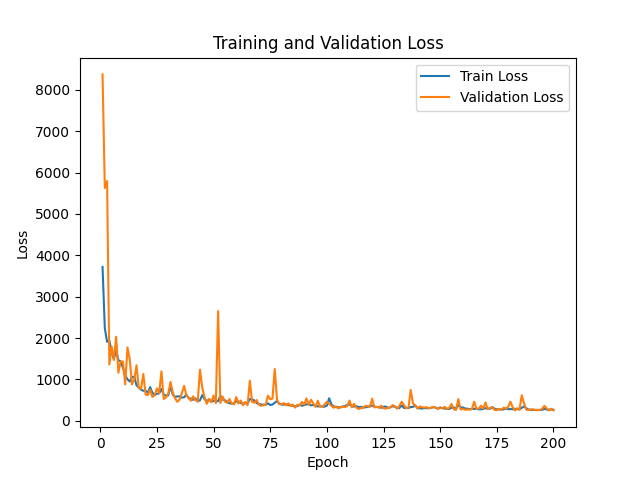 Training and Validation Loss
Train Loss
Validation Loss
Loss
8000
7000
6000
5000
4000
3000
2000
1000
0
0 25 50 75 100 125 150 175 200
Epoch